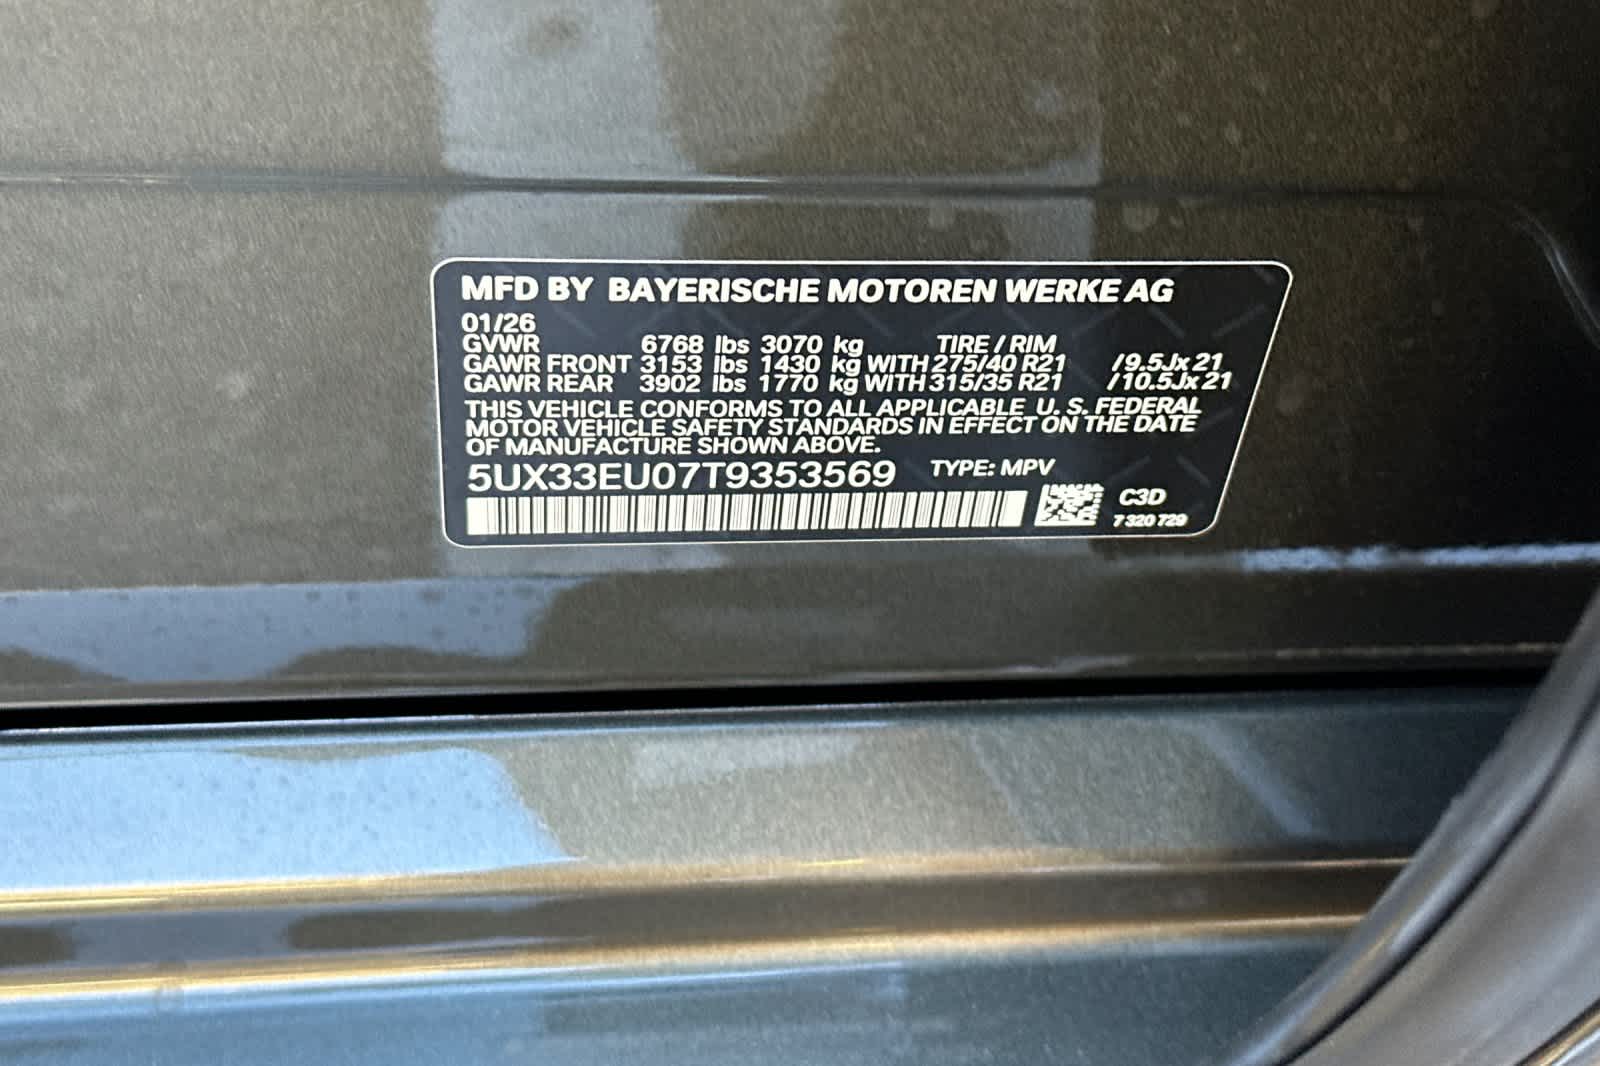 MFD BY BAYERISCHE MOTOREN WERKE AG
01/26
GVWR 6768 lbs 3070 kg TIRE / RIM
GAWR FRONT 3153 lbs 1430 kg WITH 275/40 R21 /9.5Jx21
GAWR REAR 3902 lbs 1770 kg WITH 315/35 R21 /10.5Jx21
THIS VEHICLE CONFORMS TO ALL APPLICABLE U. S. FEDERAL
MOTOR VEHICLE SAFETY STANDARDS IN EFFECT ON THE DATE
OF MANUFACTURE SHOWN ABOVE.
5UX33EU07T9353569 TYPE: MPV
C3D
7 320 729